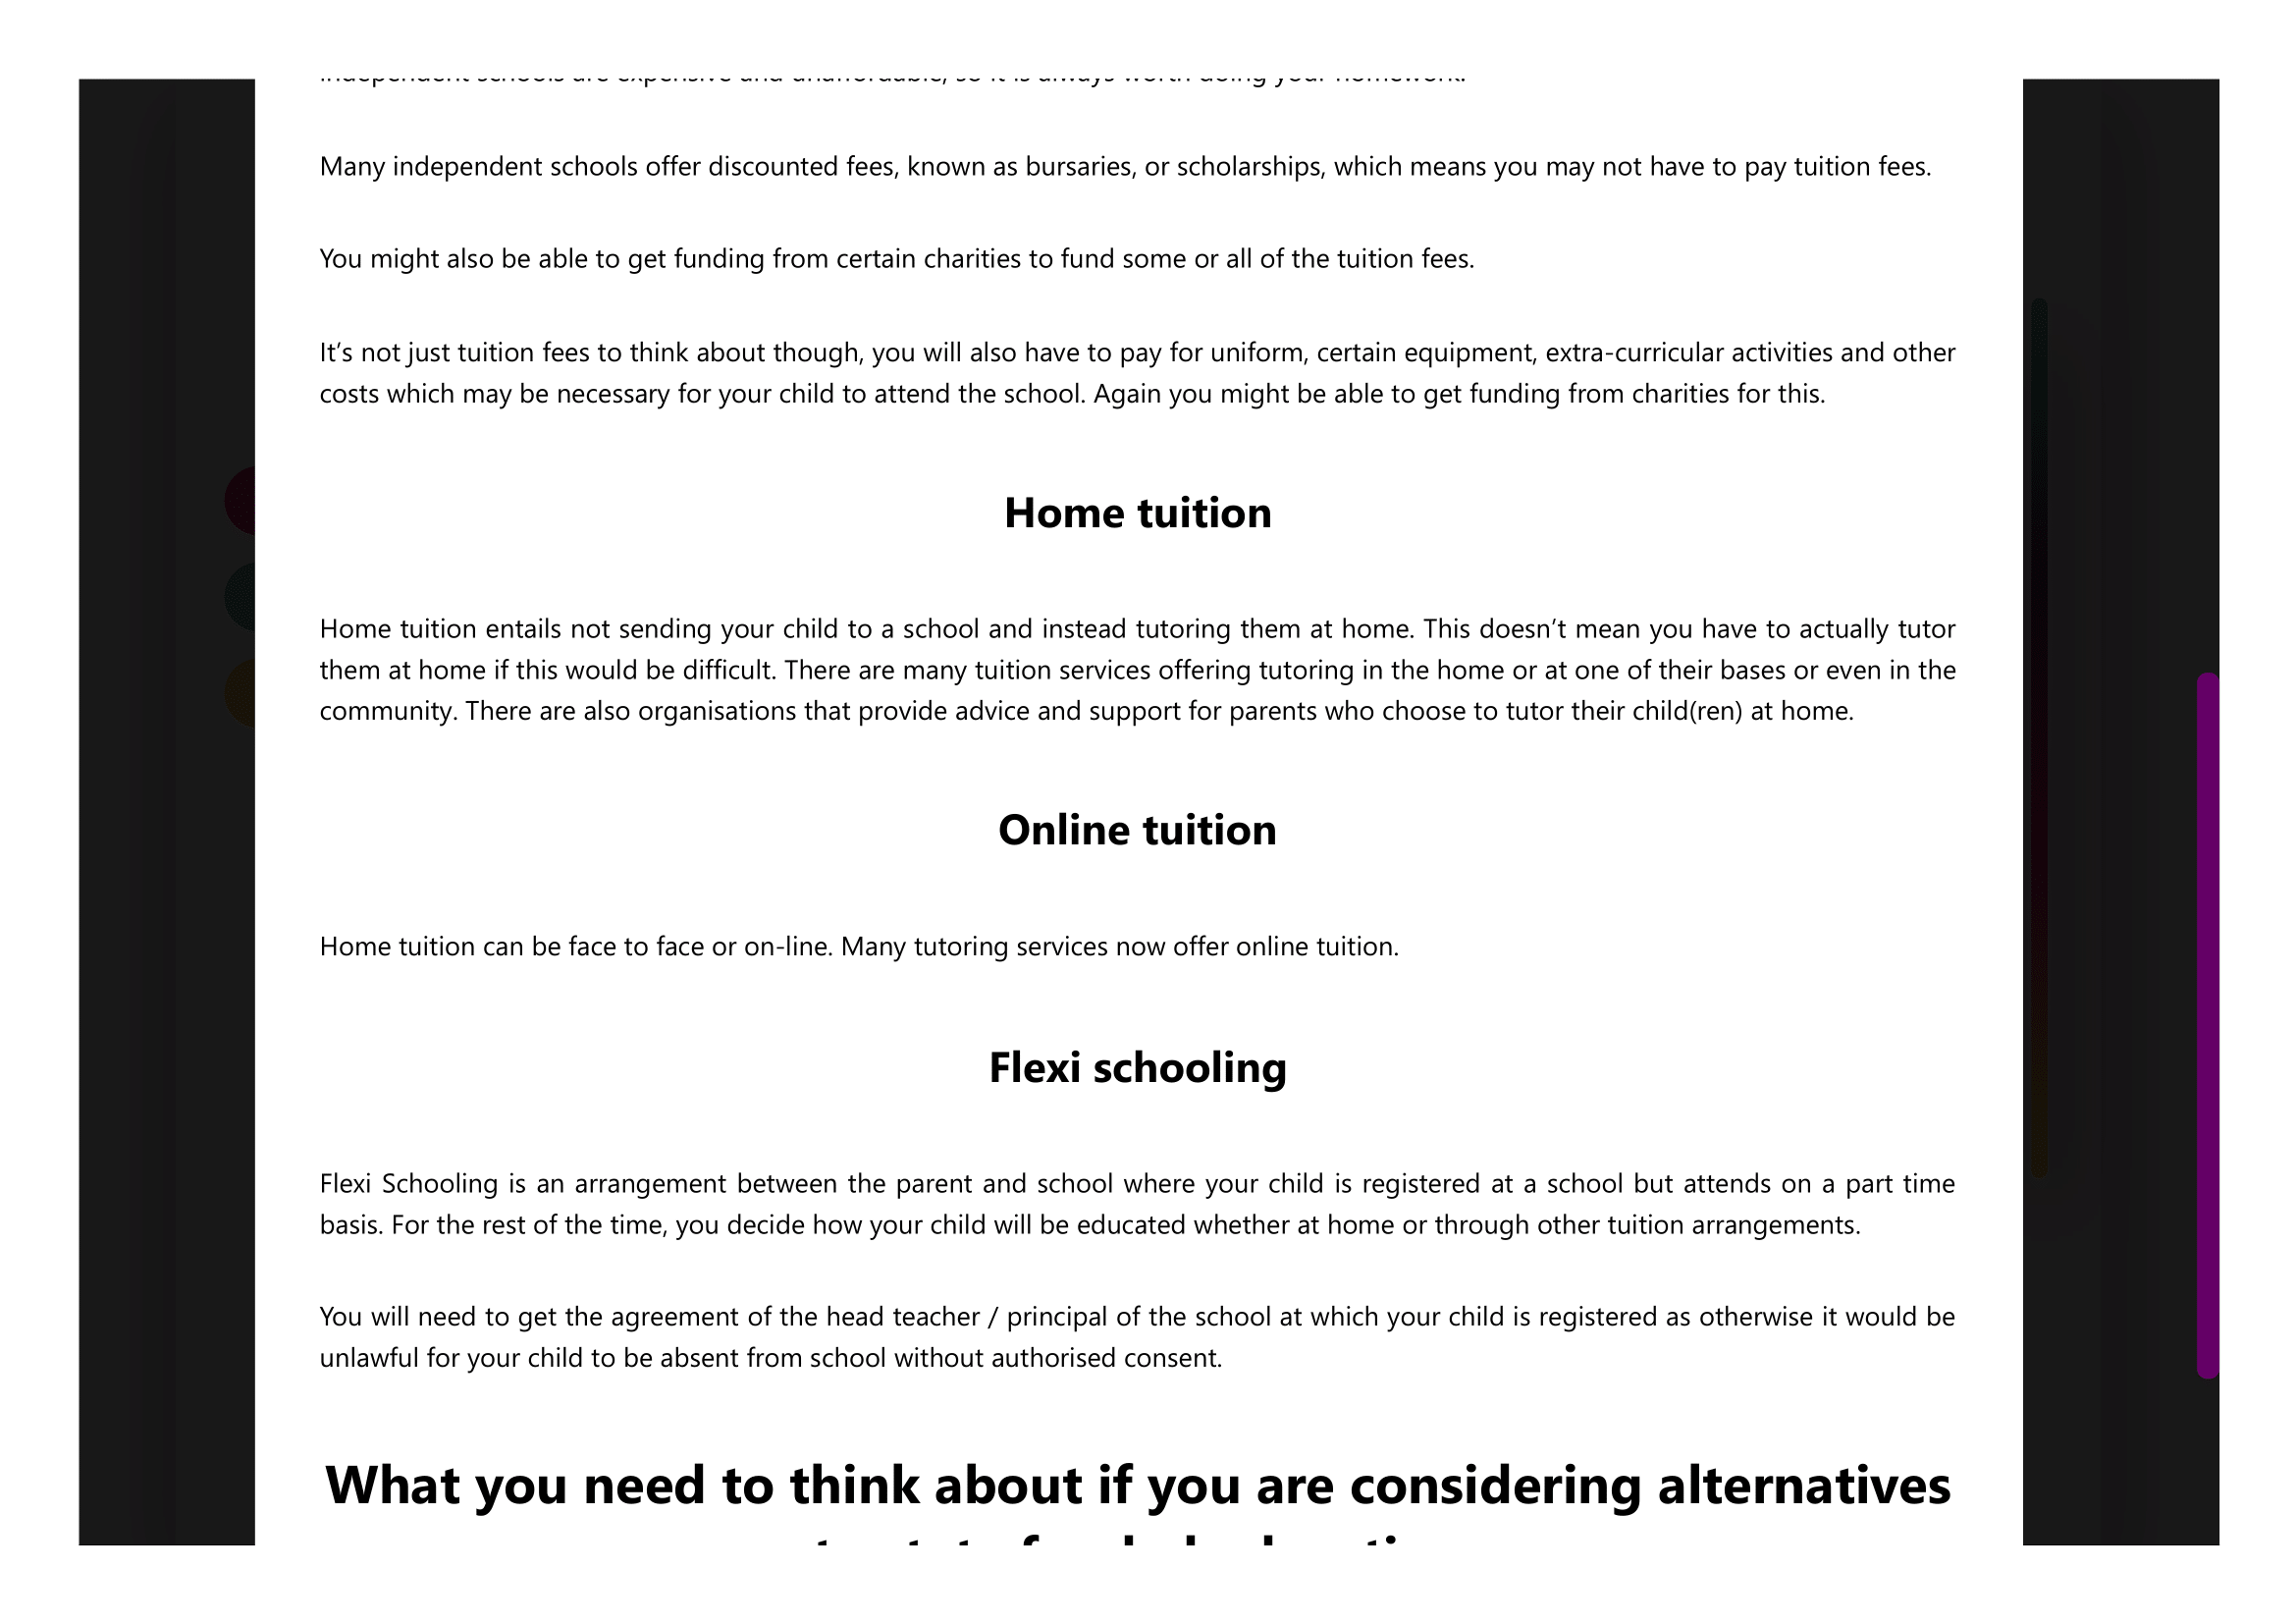 independent schools are expensive and unaffordable, so it is always worth doing your homework.
Many independent schools offer discounted fees, known as bursaries, or scholarships, which means you may not have to pay tuition fees.
You might also be able to get funding from certain charities to fund some or all of the tuition fees.
It’s not just tuition fees to think about though, you will also have to pay for uniform, certain equipment, extra-curricular activities and other
costs which may be necessary for your child to attend the school. Again you might be able to get funding from charities for this.
Home tuition
Home tuition entails not sending your child to a school and instead tutoring them at home. This doesn’t mean you have to actually tutor
them at home if this would be difficult. There are many tuition services offering tutoring in the home or at one of their bases or even in the
community. There are also organisations that provide advice and support for parents who choose to tutor their child(ren) at home.
Online tuition
Home tuition can be face to face or on-line. Many tutoring services now offer online tuition.
Flexi schooling
Flexi Schooling is an arrangement between the parent and school where your child is registered at a school but attends on a part time
basis. For the rest of the time, you decide how your child will be educated whether at home or through other tuition arrangements.
You will need to get the agreement of the head teacher / principal of the school at which your child is registered as otherwise it would be
unlawful for your child to be absent from school without authorised consent.
What you need to think about if you are considering alternatives